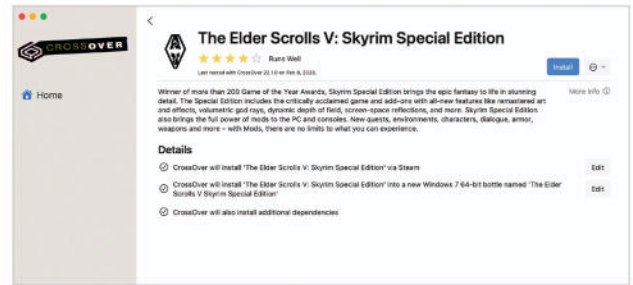 CROSSOVER
Home
The Elder Scrolls V: Skyrim Special Edition
Runs Well
Last tested with CrossOver 22.1.0 on Feb 8, 2023.
Install
Winner of more than 200 Game of the Year Awards, Skyrim Special Edition brings the epic fantasy to life in stunning
detail. The Special Edition includes the critically acclaimed game and add-ons with all-new features like remastered art
and effects, volumetric god rays, dynamic depth of field, screen-space reflections, and more. Skyrim Special Edition
also brings the full power of mods to the PC and consoles. New quests, environments, characters, dialogue, armor,
weapons and more – with Mods, there are no limits to what you can experience.
More Info
Details
CrossOver will install 'The Elder Scrolls V: Skyrim Special Edition' via Steam
Edit
CrossOver will install 'The Elder Scrolls V: Skyrim Special Edition' into a new Windows 7 64-bit bottle named 'The Elder
Scrolls V Skyrim Special Edition'
Edit
CrossOver will also install additional dependencies